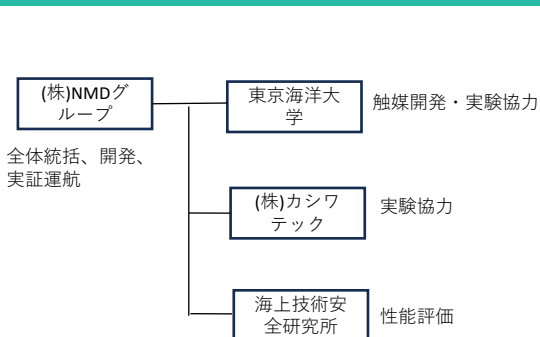 (株)NMDグ
ループ
全体統括、開発、
実証運航
東京海洋大
学
触媒開発・実験協力
(株)カシワ
テック
実験協力
海上技術安
全研究所
性能評価